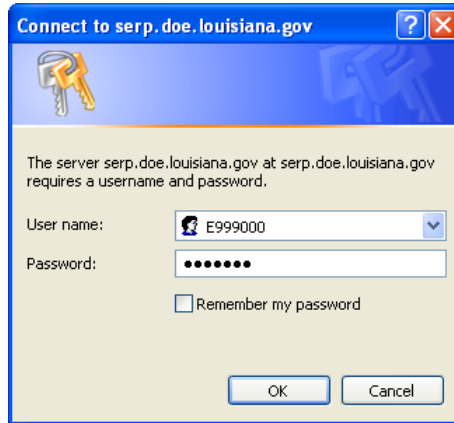 Connect to serp.doe.louisiana.gov
The server serp.doe.louisiana.gov at serp.doe.louisiana.gov
requires a username and password.
User name:
E999000
Password:
●●●●●●●
Remember my password
OK
Cancel